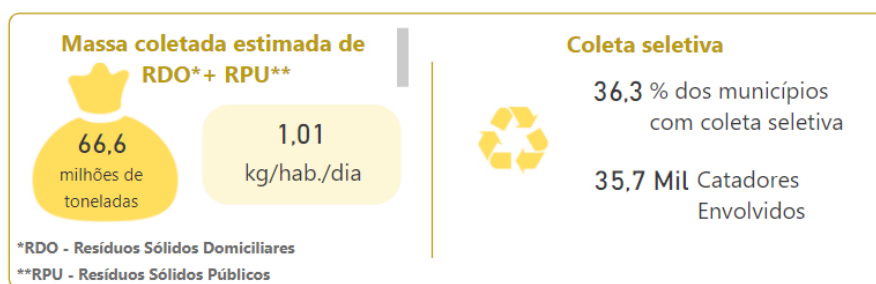 Massa coletada estimada de
RDO*+ RPU**
66,6
milhões de
toneladas
1,01
kg/hab./dia
*RDO - Resíduos Sólidos Domiciliares
**RPU - Resíduos Sólidos Públicos
Coleta seletiva
36,3 % dos municípios
com coleta seletiva
35,7 Mil Catadores
Envolvidos